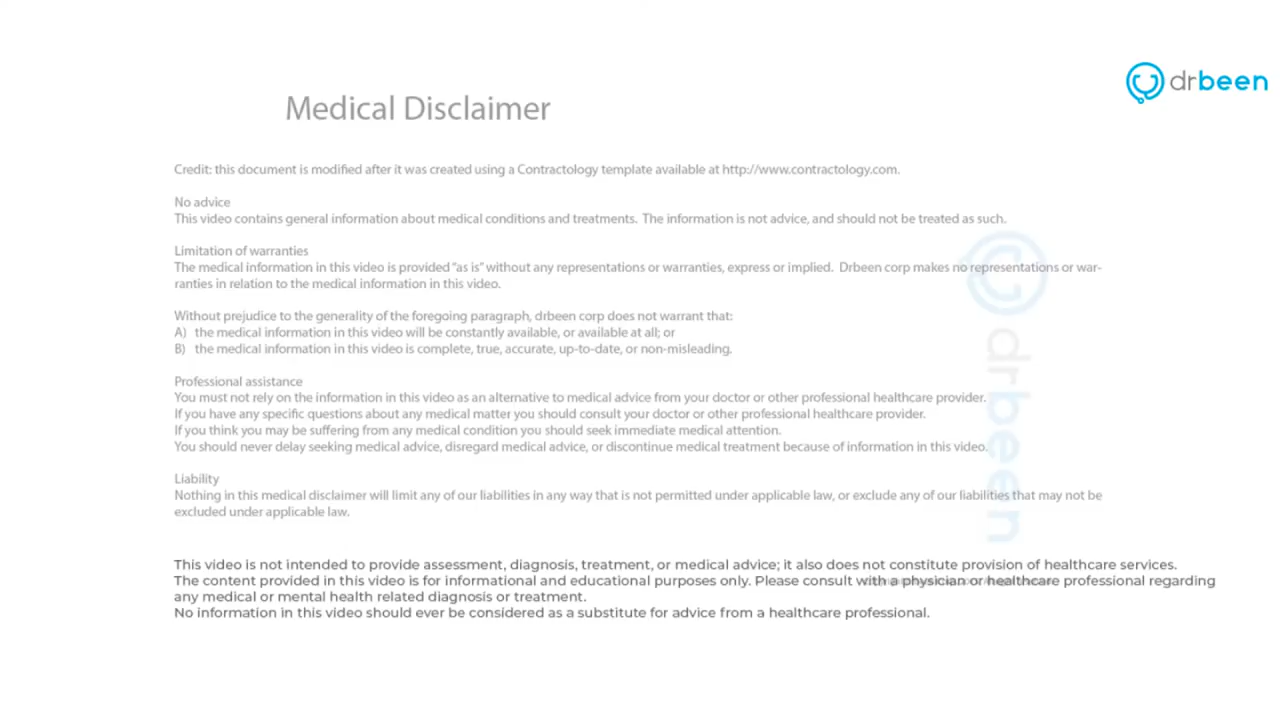 drbeen
Medical Disclaimer
Credit: this document is modified after it was created using a Contractology template available at http://www.contractology.com.
No advice
This video contains general information about medical conditions and treatments.  The information is not advice, and should not be treated as such.
Limitation of warranties
The medical information in this video is provided “as is” without any representations or warranties, express or implied.  Drbeen corp makes no representations or war-
ranties in relation to the medical information in this video.
Without prejudice to the generality of the foregoing paragraph, drbeen corp does not warrant that:
A)  the medical information in this video will be constantly available, or available at all; or
B)  the medical information in this video is complete, true, accurate, up-to-date, or non-misleading.
Professional assistance
You must not rely on the information in this video as an alternative to medical advice from your doctor or other professional healthcare provider.
If you have any specific questions about any medical matter you should consult your doctor or other professional healthcare provider.
If you think you may be suffering from any medical condition you should seek immediate medical attention.
You should never delay seeking medical advice, disregard medical advice, or discontinue medical treatment because of information in this video.
Liability
Nothing in this medical disclaimer will limit any of our liabilities in any way that is not permitted under applicable law, or exclude any of our liabilities that may not be
excluded under applicable law.
drbeen
This video is not intended to provide assessment, diagnosis, treatment, or medical advice; it also does not constitute provision of healthcare services.
The content provided in this video is for informational and educational purposes only. Please consult with a physician or healthcare professional regarding
any medical or mental health related diagnosis or treatment.
No information in this video should ever be considered as a substitute for advice from a healthcare professional.